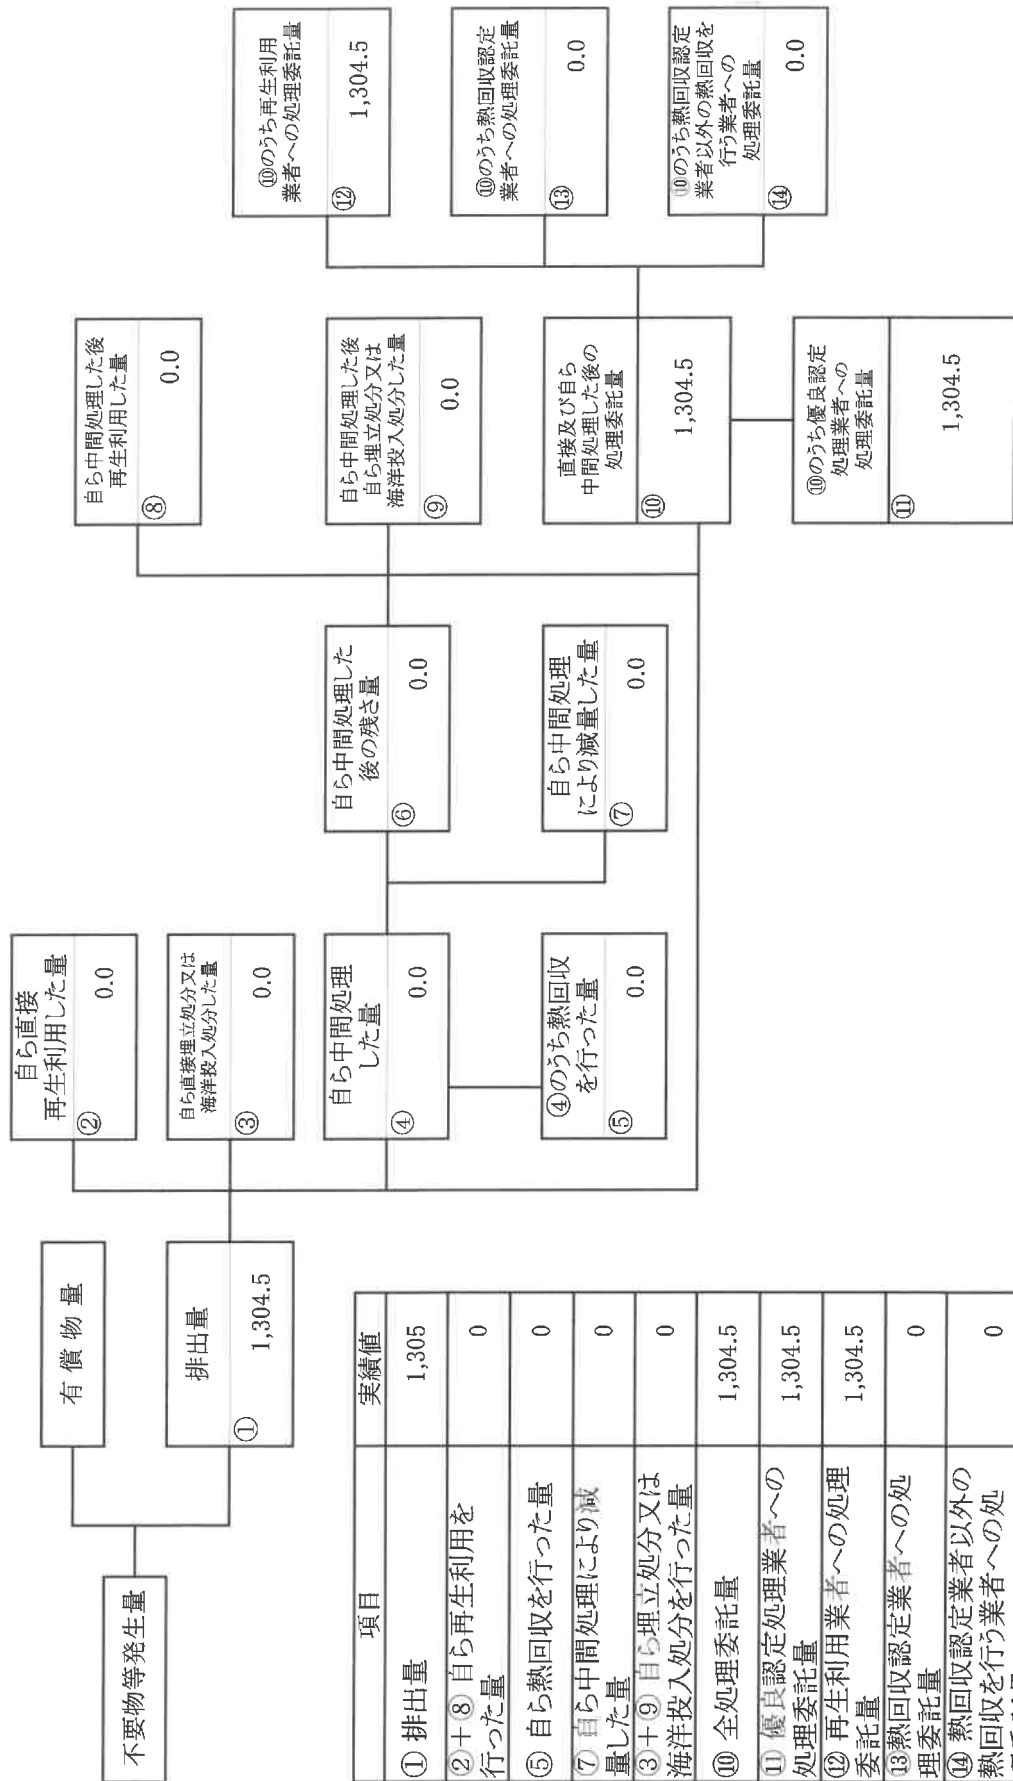 不要物等発生量
有償物量
排出量
①
1,304.5
自ら直接
再生利用した量
②
0.0
自ら直接埋立処分又は
海洋投入処分した量
③
0.0
自ら中間処理
した量
④
0.0
④のうち熱回収
を行った量
⑤
0.0
自ら中間処理した
後の残さ量
⑥
0.0
自ら中間処理
により減量した量
⑦
0.0
自ら中間処理した後
再生利用した量
⑧
0.0
自ら中間処理した後
自ら埋立処分又は
海洋投入処分した量
⑨
0.0
直接及び自ら
中間処理した後の
処理委託量
⑩
1,304.5
⑩のうち優良認定
処理業者への
処理委託量
⑪
1,304.5
⑩のうち再生利用
業者への処理委託量
⑫
1,304.5
⑩のうち熱回収認定
業者への処理委託量
⑬
0.0
⑩のうち熱回収認定
業者以外の熱回収を
行う業者への
処理委託量
⑭
0.0
項目 実績値
① 排出量 1,305
②+⑧ 自ら再生利用を
行った量 0
⑤ 自ら熱回収を行った量 0
⑦ 自ら中間処理により減
量した量 0
③+⑨ 自ら埋立処分又は
海洋投入処分を行った量 0
⑩ 全処理委託量 1,304.5
⑪ 優良認定処理業者への
処理委託量 1,304.5
⑫ 再生利用業者への処理
委託量 1,304.5
⑬熱回収認定業者への処
理委託量 0
⑭ 熱回収認定業者以外の
熱回収を行う業者への処 0